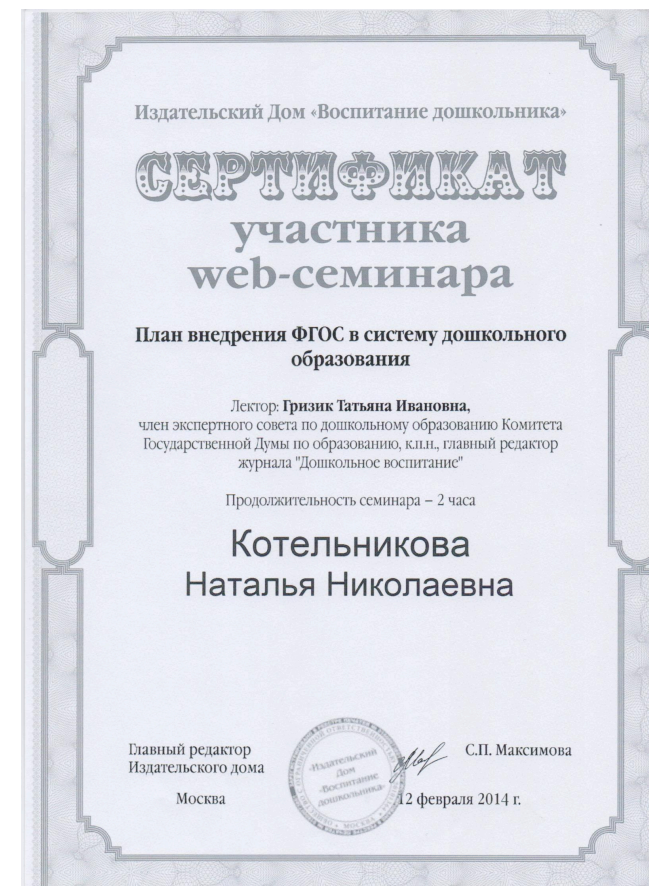 Издательский Дом «Воспитание дошкольника»
СЕРТИФИКАТ
участника
web-семинара
План внедрения ФГОС в систему дошкольного
образования
Лектор: Гризик Татьяна Ивановна,
член экспертного совета по дошкольному образованию Комитета
Государственной Думы по образованию, к.п.н., главный редактор
журнала "Дошкольное воспитание"
Продолжительность семинара – 2 часа
Котельникова
Наталья Николаевна
Главный редактор
Издательского дома
С.П. Максимова
Москва
12 февраля 2014 г.
«Издательский
Дом
«Воспитание
дошкольника»